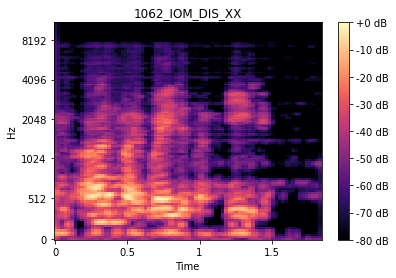 1062_IOM_DIS_XX
8192
4096
2048
1024
512
0
Hz
0
0.5
1
1.5
Time
+0 dB
-10 dB
-20 dB
-30 dB
-40 dB
-50 dB
-60 dB
-70 dB
-80 dB